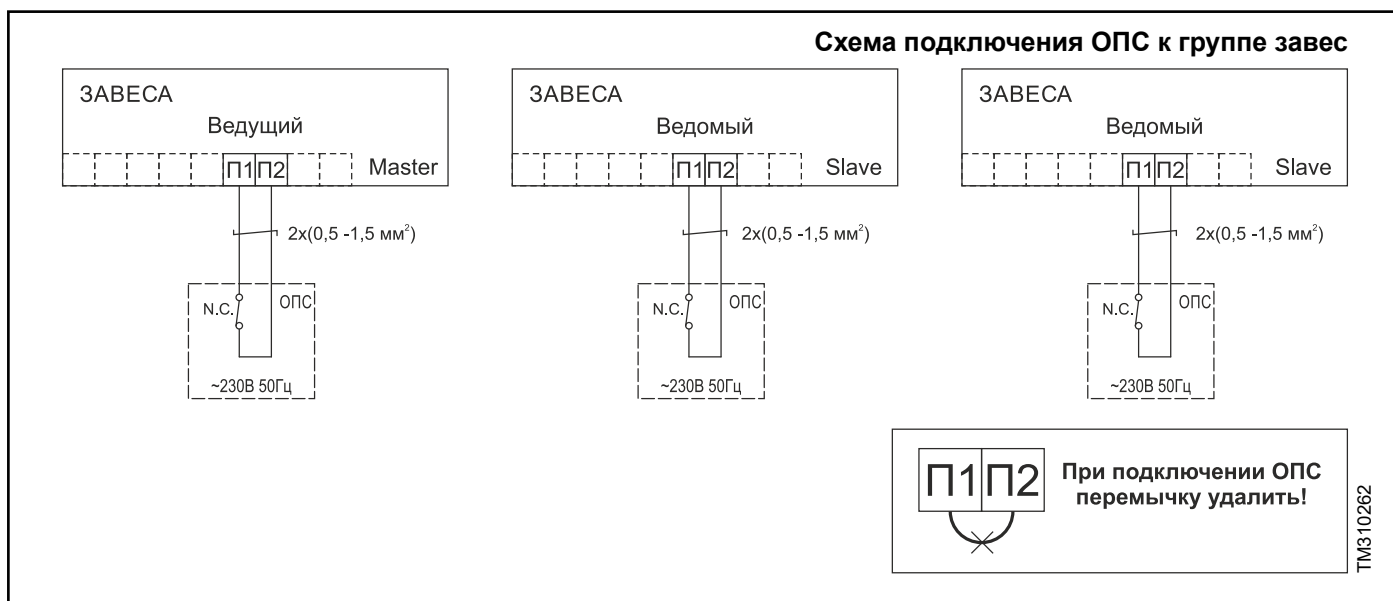 Схема подключения ОПС к группе завес
ЗАВЕСА
Ведущий
П1 П2 Master
2х(0,5 -1,5 мм²)
N.C. ОПС
~230В 50Гц
ЗАВЕСА
Ведомый
П1 П2 Slave
2х(0,5 -1,5 мм²)
N.C. ОПС
~230В 50Гц
ЗАВЕСА
Ведомый
П1 П2 Slave
2х(0,5 -1,5 мм²)
N.C. ОПС
~230В 50Гц
П1 П2
При подключении ОПС
перемычку удалить!
TM310262